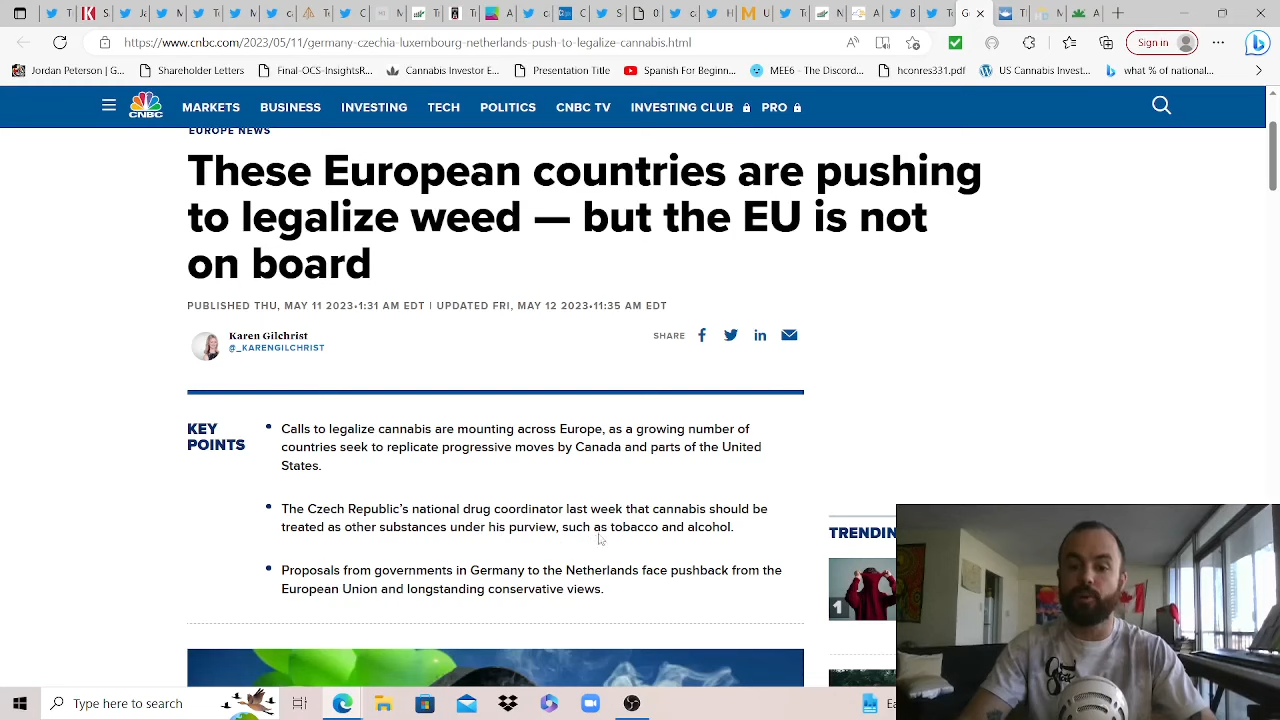 https://www.cnbc.com/2023/05/11/germany-czechia-luxembourg-netherlands-push-to-legalize-cannabis.html
Sign in
Jordan Peterson | G...
Shareholder Letters
Final-OCS-InsightsR...
Cannabis Investor E...
Presentation Title
Spanish For Beginn...
MEE6 - The Discord...
hconres331.pdf
US Cannabis Invest...
what % of national...
CNBC
MARKETS
BUSINESS
INVESTING
TECH
POLITICS
CNBC TV
INVESTING CLUB
PRO
EUROPE NEWS
These European countries are pushing
to legalize weed — but the EU is not
on board
PUBLISHED THU, MAY 11 2023•1:31 AM EDT | UPDATED FRI, MAY 12 2023•11:35 AM EDT
Karen Gilchrist
@_KARENGILCHRIST
SHARE
KEY
POINTS
Calls to legalize cannabis are mounting across Europe, as a growing number of
countries seek to replicate progressive moves by Canada and parts of the United
States.
The Czech Republic's national drug coordinator last week that cannabis should be
treated as other substances under his purview, such as tobacco and alcohol.
Proposals from governments in Germany to the Netherlands face pushback from the
European Union and longstanding conservative views.
TRENDIN
1
Type here to search